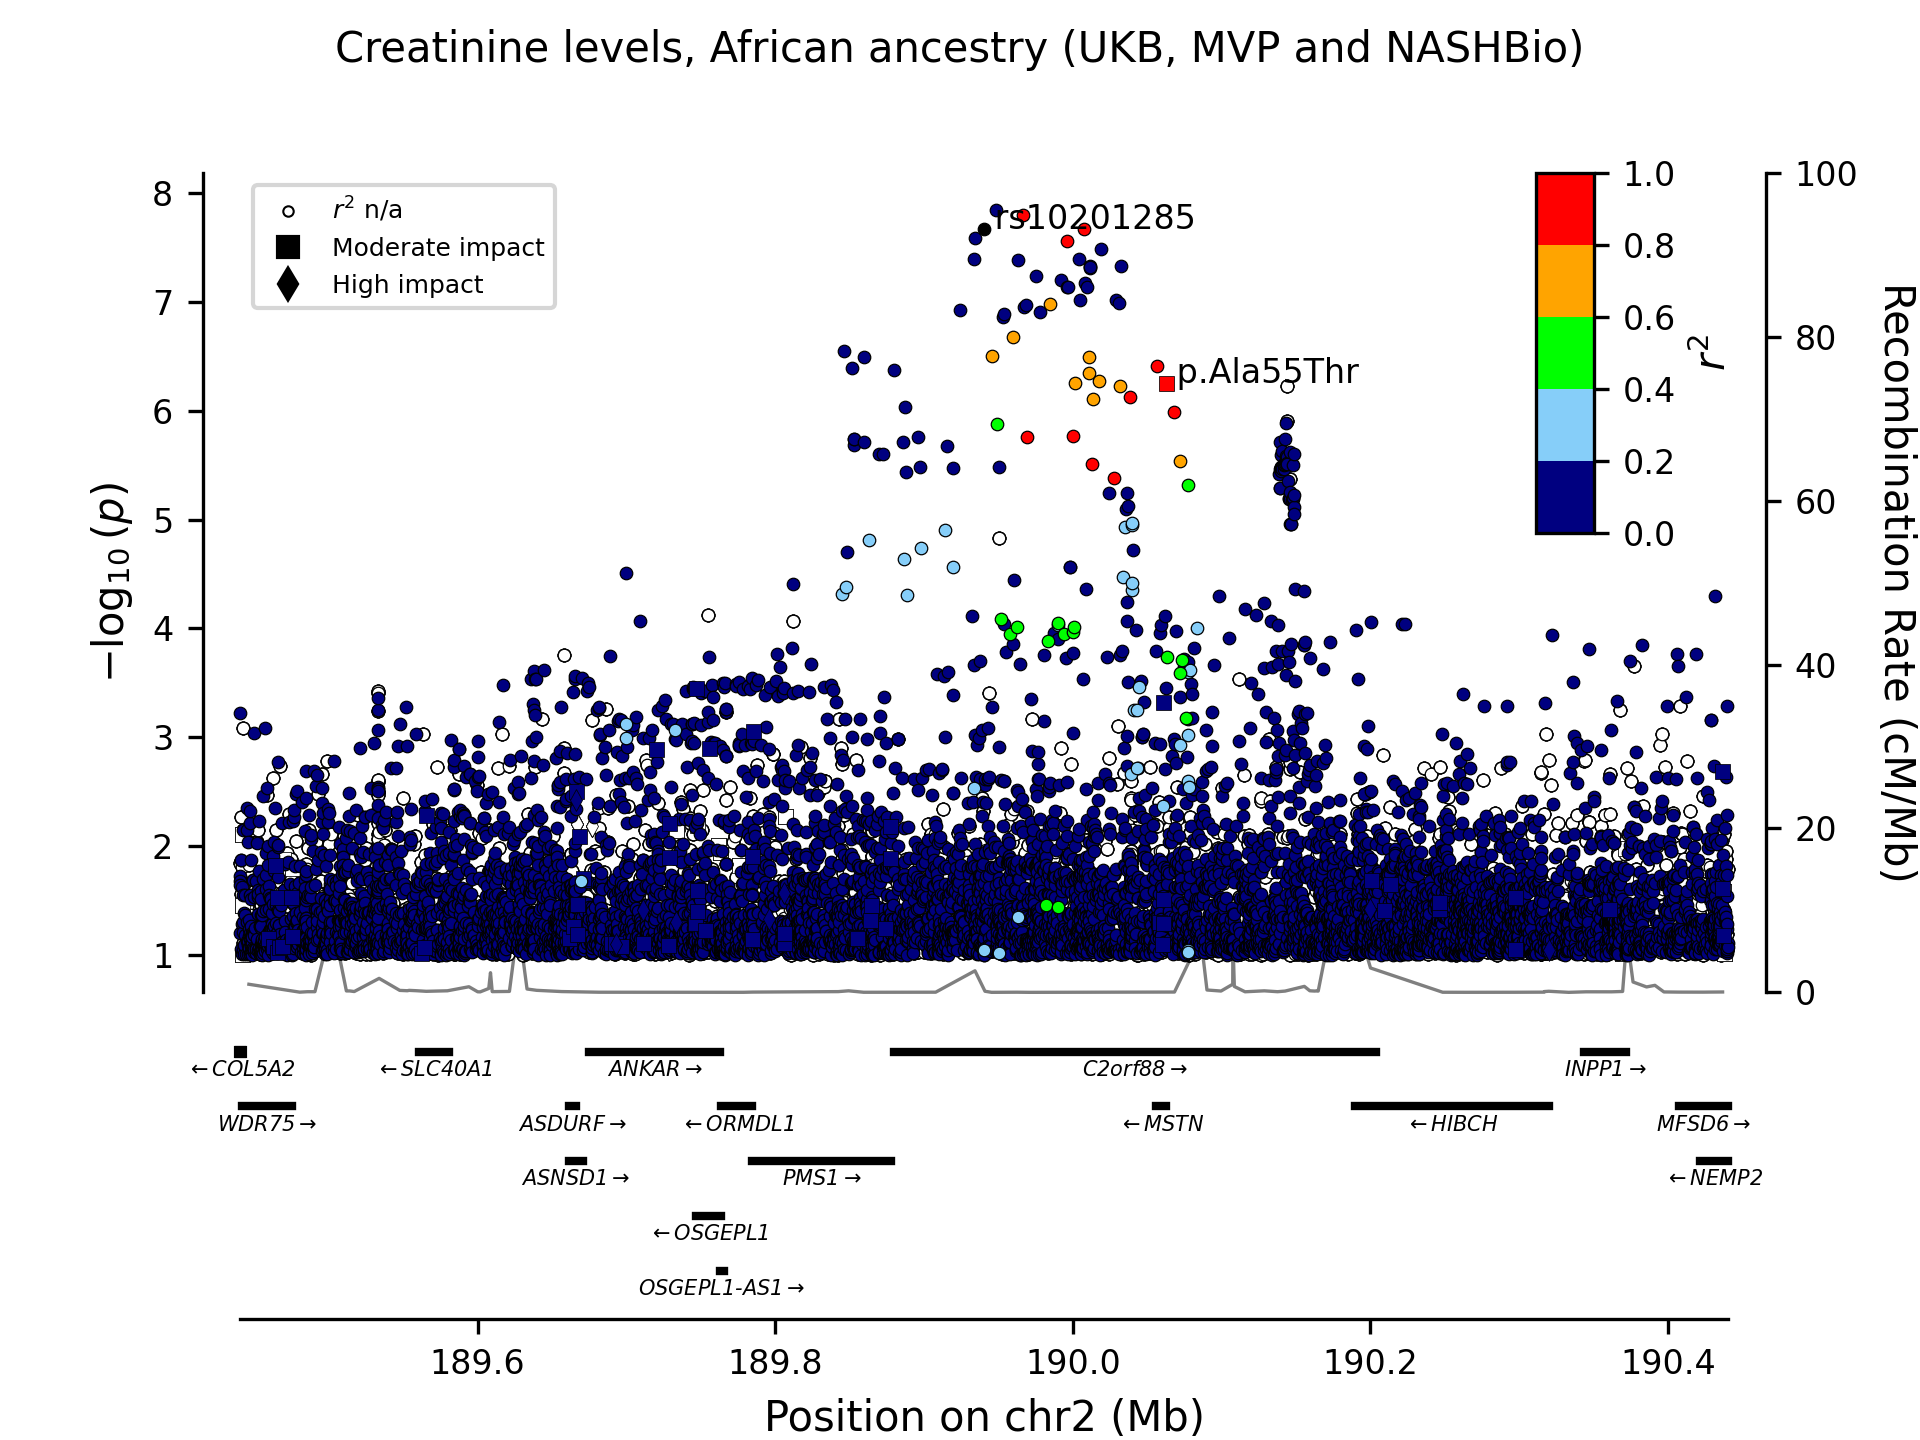 Creatinine levels, African ancestry (UKB, MVP and NASHBio)
r² n/a
Moderate impact
High impact
rs10201285
p.Ala55Thr
8
7
6
5
4
3
2
1
−log₁₀(p)
1.0
0.8
0.6
0.4
0.2
0.0
r²
100
80
60
40
20
0
Recombination Rate (cM/Mb)
←COL5A2
←SLC40A1
ANKAR→
C2orf88→
INPP1→
WDR75→
ASDURF→
←ORMDL1
←MSTN
←HIBCH
MFSD6→
ASNSD1→
PMS1→
←NEMP2
←OSGEPL1
OSGEPL1-AS1→
189.6
189.8
190.0
190.2
190.4
Position on chr2 (Mb)